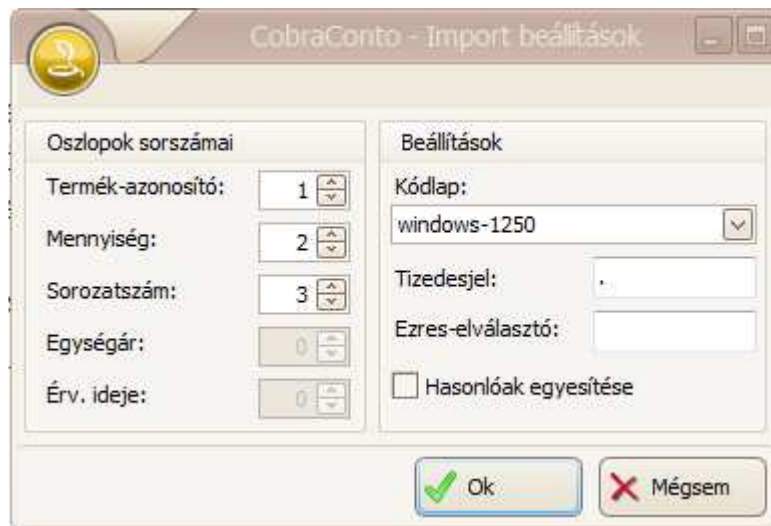 CobraConto - Import beállítások
Oszlopok sorszámai
Termék-azonosító: 1
Mennyiség: 2
Sorozatszám: 3
Egységár: 0
Érv. ideje: 0
Beállítások
Kódlap:
windows-1250
Tizedesjel: .
Ezres-elválasztó:
Hasonlóak egyesítése
Ok
Mégsem